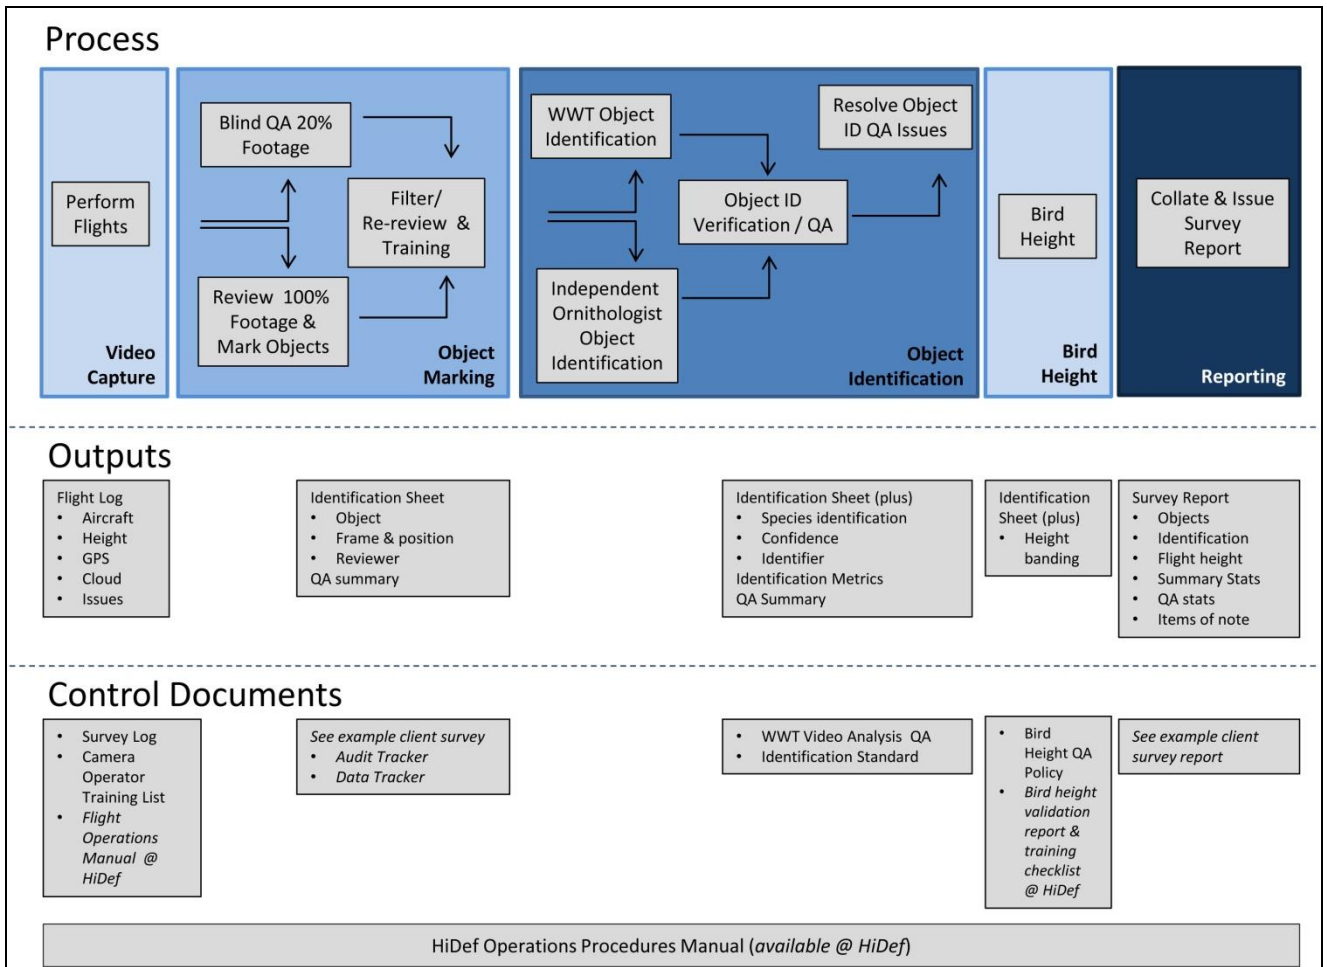 Process
Perform
Flights
Video
Capture
Blind QA 20%
Footage
Filter/
Re-review &
Training
Review 100%
Footage &
Mark Objects
Object
Marking
WWT Object
Identification
Independent
Ornithologist
Object
Identification
Object ID
Verification / QA
Resolve Object
ID QA Issues
Object
Identification
Bird
Height
Bird
Height
Collate & Issue
Survey
Report
Reporting
Outputs
Flight Log
• Aircraft
• Height
• GPS
• Cloud
• Issues
Identification Sheet
• Object
• Frame & position
• Reviewer
QA summary
Identification Sheet (plus)
• Species identification
• Confidence
• Identifier
Identification Metrics
QA Summary
Identification
Sheet (plus)
• Height
banding
Survey Report
• Objects
• Identification
• Flight height
• Summary Stats
• QA stats
• Items of note
Control Documents
• Survey Log
• Camera
Operator
Training List
• Flight
Operations
Manual @
HiDef
See example client survey
• Audit Tracker
• Data Tracker
• WWT Video Analysis QA
• Identification Standard
• Bird
Height QA
Policy
• Bird height
validation
report &
training
checklist
@ HiDef
See example client
survey report
HiDef Operations Procedures Manual (available @ HiDef)